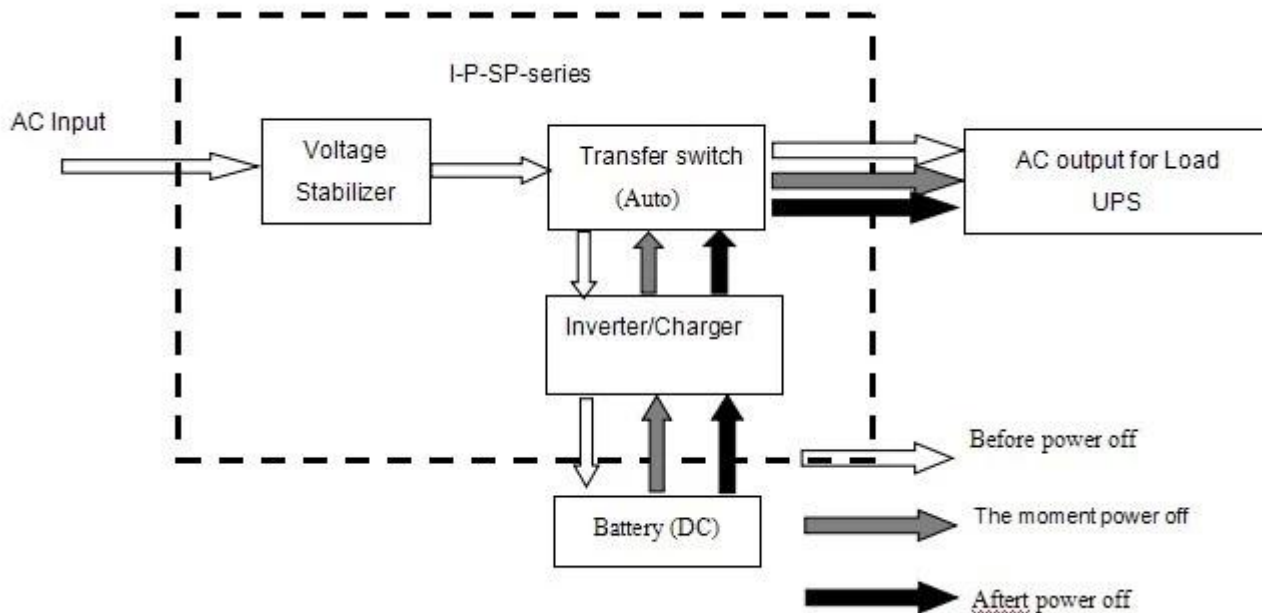 I-P-SP-series
AC Input
Voltage
Stabilizer
Transfer switch
(Auto)
AC output for Load
UPS
Inverter/Charger
Battery (DC)
Before power off
The moment power off
Aftert power off